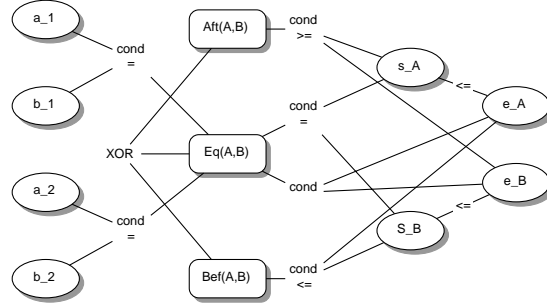 a_1
Aft(A,B)
cond
>=
cond
=
s_A
<=
b_1
e_A
cond
=
XOR
Eq(A,B)
a_2
cond
e_B
cond
=
<=
S_B
b_2
Bef(A,B)
cond
<=